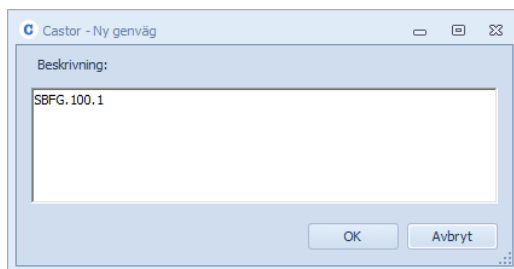 Castor - Ny genväg
Beskrivning:
SBFG.100.1
OK
Avbryt